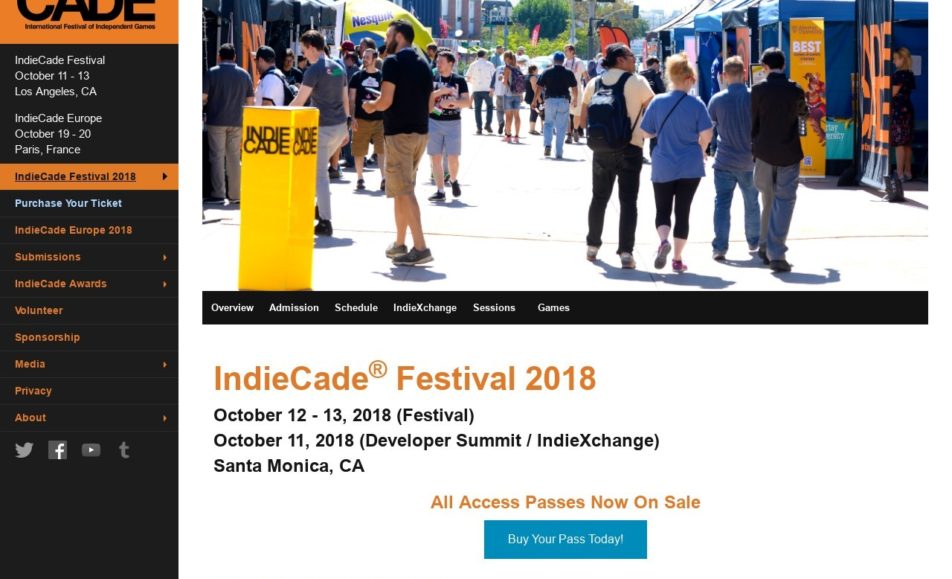 CADE
International Festival of Independent Games
IndieCade Festival
October 11 - 13
Los Angeles, CA
IndieCade Europe
October 19 - 20
Paris, France
IndieCade Festival 2018
Purchase Your Ticket
IndieCade Europe 2018
Submissions
IndieCade Awards
Volunteer
Sponsorship
Media
Privacy
About
Nesquik
INDIE
CADE
INDIE
CADE
BEST
Overview Admission Schedule IndieXchange Sessions Games
IndieCade® Festival 2018
October 12 - 13, 2018 (Festival)
October 11, 2018 (Developer Summit / IndieXchange)
Santa Monica, CA
All Access Passes Now On Sale
Buy Your Pass Today!